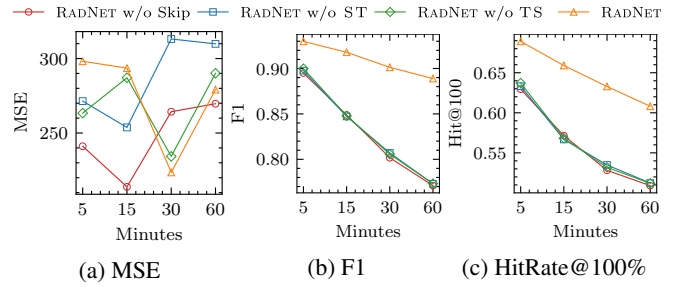 RADNET w/o Skip RADNET w/o ST RADNET w/o TS RADNET
300
250
MSE
5 15 30 60
Minutes
(a) MSE
0.90
0.85
0.80
F1
5 15 30 60
Minutes
(b) F1
0.65
0.60
0.55
Hit@100
5 15 30 60
Minutes
(c) HitRate@100%